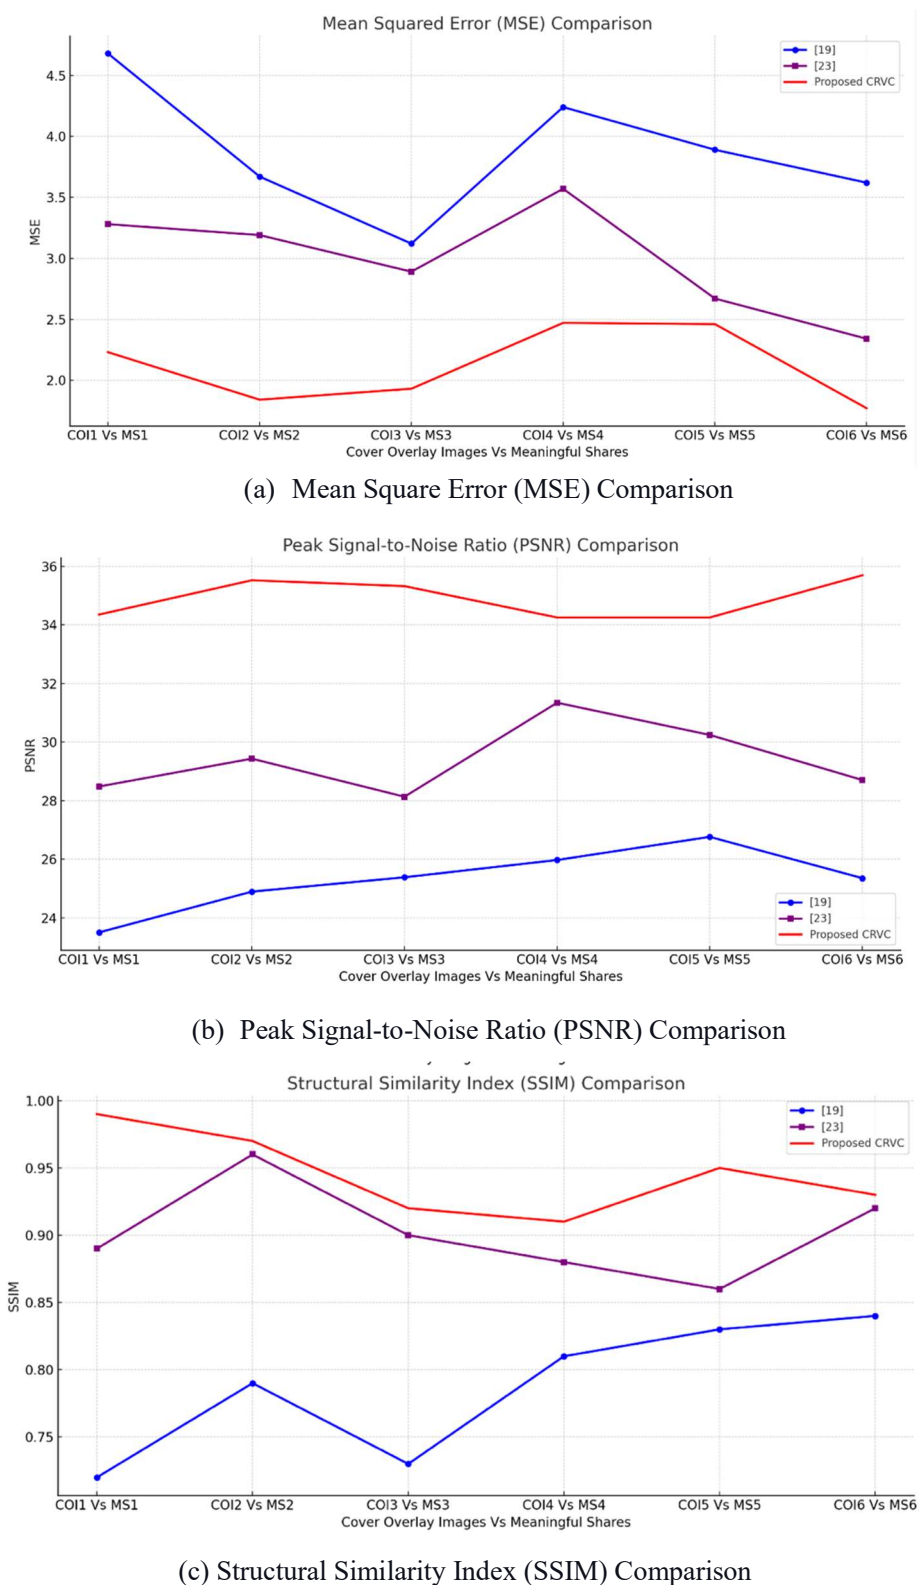 Mean Squared Error (MSE) Comparison
[19]
[23]
Proposed CRVC
4.5
4.0
3.5
3.0
2.5
2.0
MSE
COI1 Vs MS1 COI2 Vs MS2 COI3 Vs MS3 COI4 Vs MS4 COI5 Vs MS5 COI6 Vs MS6
Cover Overlay Images Vs Meaningful Shares
(a) Mean Square Error (MSE) Comparison
Peak Signal-to-Noise Ratio (PSNR) Comparison
36
34
32
30
28
26
24
PSNR
[19]
[23]
Proposed CRVC
COI1 Vs MS1 COI2 Vs MS2 COI3 Vs MS3 COI4 Vs MS4 COI5 Vs MS5 COI6 Vs MS6
Cover Overlay Images Vs Meaningful Shares
(b) Peak Signal-to-Noise Ratio (PSNR) Comparison
Structural Similarity Index (SSIM) Comparison
[19]
[23]
Proposed CRVC
1.00
0.95
0.90
0.85
0.80
0.75
SSIM
COI1 Vs MS1 COI2 Vs MS2 COI3 Vs MS3 COI4 Vs MS4 COI5 Vs MS5 COI6 Vs MS6
Cover Overlay Images Vs Meaningful Shares
(c) Structural Similarity Index (SSIM) Comparison